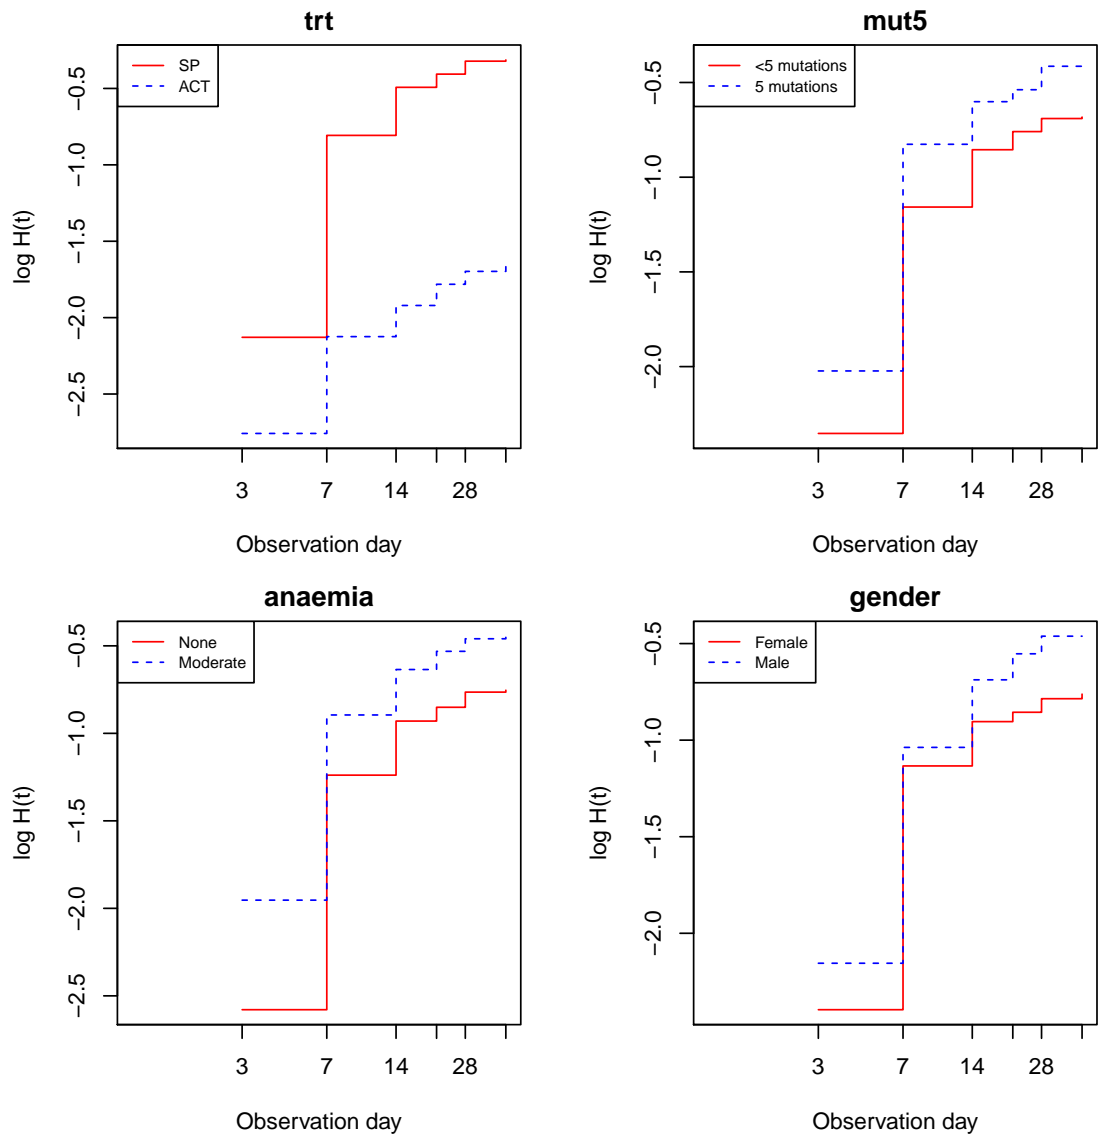 trt
SP
ACT
log H(t)
−0.5
−1.0
−1.5
−2.0
−2.5
3 7 14 28
Observation day
mut5
<5 mutations
5 mutations
log H(t)
−0.5
−1.0
−1.5
−2.0
3 7 14 28
Observation day
anaemia
None
Moderate
log H(t)
−0.5
−1.0
−1.5
−2.0
−2.5
3 7 14 28
Observation day
gender
Female
Male
log H(t)
−0.5
−1.0
−1.5
−2.0
3 7 14 28
Observation day